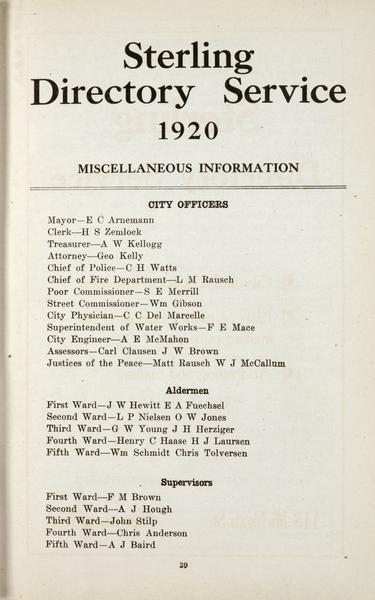 Sterling
Directory Service
1920
MISCELLANEOUS INFORMATION
CITY OFFICERS
Mayor—E C Arnemann
Clerk—H S Zemlock
Treasurer—A W Kellogg
Attorney—Geo Kelly
Chief of Police—C H Watts
Chief of Fire Department—L M Rausch
Poor Commissioner—S E Merrill
Street Commissioner—Wm Gibson
City Physician—C C Del Marcelle
Superintendent of Water Works—F E Mace
City Engineer—A E McMahon
Assessors—Carl Clausen J W Brown
Justices of the Peace—Matt Rausch W J McCallum
Aldermen
First Ward—J W Hewitt E A Fuechsel
Second Ward—L P Nielsen O W Jones
Third Ward—G W Young J H Herziger
Fourth Ward—Henry C Haase H J Laursen
Fifth Ward—Wm Schmidt Chris Tolversen
Supervisors
First Ward—F M Brown
Second Ward—A J Hough
Third Ward—John Stilp
Fourth Ward—Chris Anderson
Fifth Ward—A J Baird
39